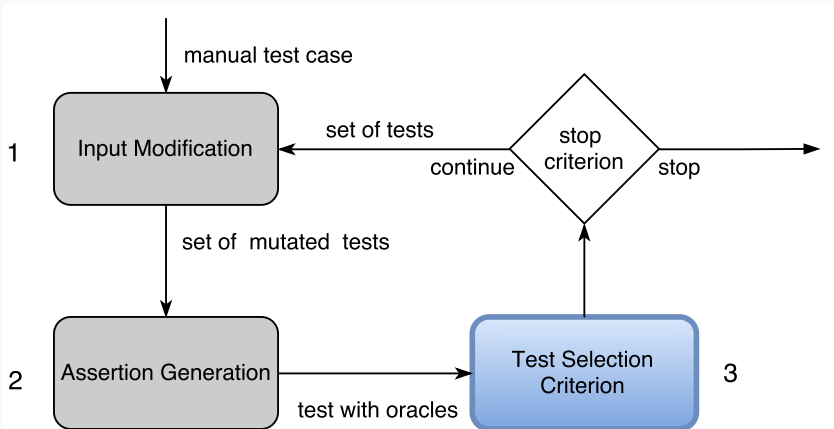 manual test case
1
Input Modification
set of tests
continue
stop
criterion
stop
set of mutated tests
2
Assertion Generation
test with oracles
Test Selection
Criterion
3